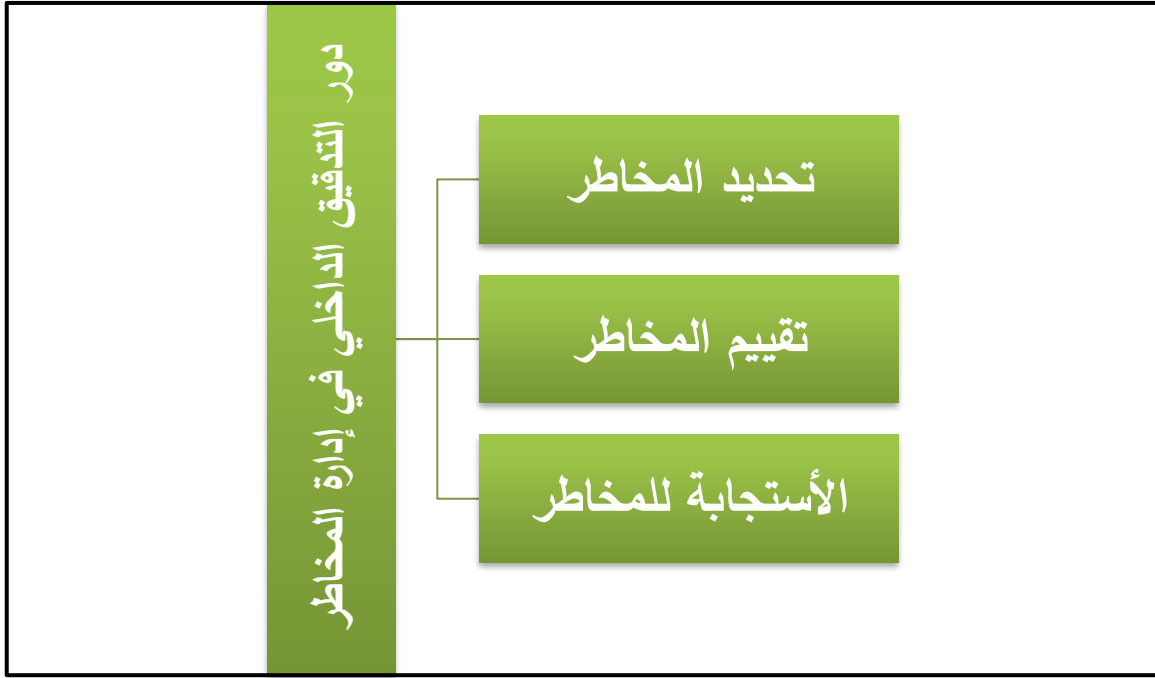 دور التدقيق الداخلي في إدارة المخاطر
تحديد المخاطر
تقييم المخاطر
الأستجابة للمخاطر